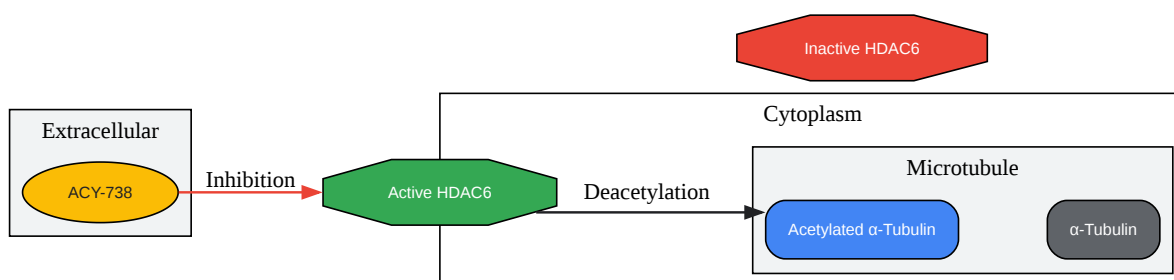 Inactive HDAC6
Cytoplasm
Extracellular
Microtubule
ACY-738
Inhibition
Active HDAC6
Deacetylation
Acetylated α-Tubulin
α-Tubulin